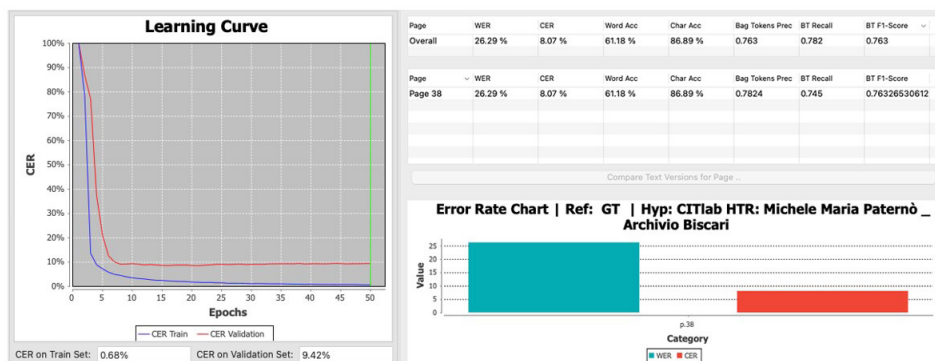 Learning Curve
100%
90%
80%
70%
60%
50%
40%
30%
20%
10%
0%
CER
0 5 10 15 20 25 30 35 40 45 50
Epochs
CER Train CER Validation
CER on Train Set: 0.68% CER on Validation Set: 9.42%
Page WER CER Word Acc Char Acc Bag Tokens Prec BT Recall BT F1-Score
Overall 26.29 % 8.07 % 61.18 % 86.89 % 0.763 0.782 0.763
Page WER CER Word Acc Char Acc Bag Tokens Prec BT Recall BT F1-Score
Page 38 26.29 % 8.07 % 61.18 % 86.89 % 0.7824 0.745 0.76326530612
Compare Text Versions for Page ..
Error Rate Chart | Ref: GT | Hyp: CITlab HTR: Michele Maria Paternò _
Archivio Biscari
Value
25
20
15
10
5
0
p.38
Category
WER CER